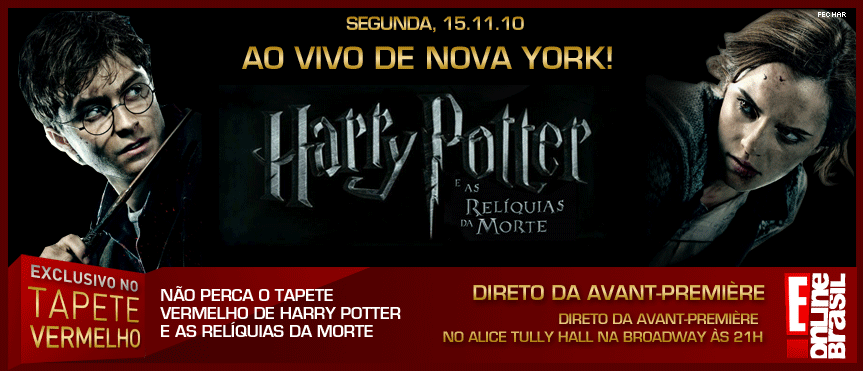 FECHAR
SEGUNDA, 15.11.10
AO VIVO DE NOVA YORK!
Harry Potter
E AS
RELÍQUIAS
DA MORTE
EXCLUSIVO NO
TAPETE
VERMELHO
NÃO PERCA O TAPETE
VERMELHO DE HARRY POTTER
E AS RELÍQUIAS DA MORTE
DIRETO DA AVANT-PREMIÈRE
DIRETO DA AVANT-PREMIÈRE
NO ALICE TULLY HALL NA BROADWAY ÀS 21H
E!
ONLINE
BRASIL